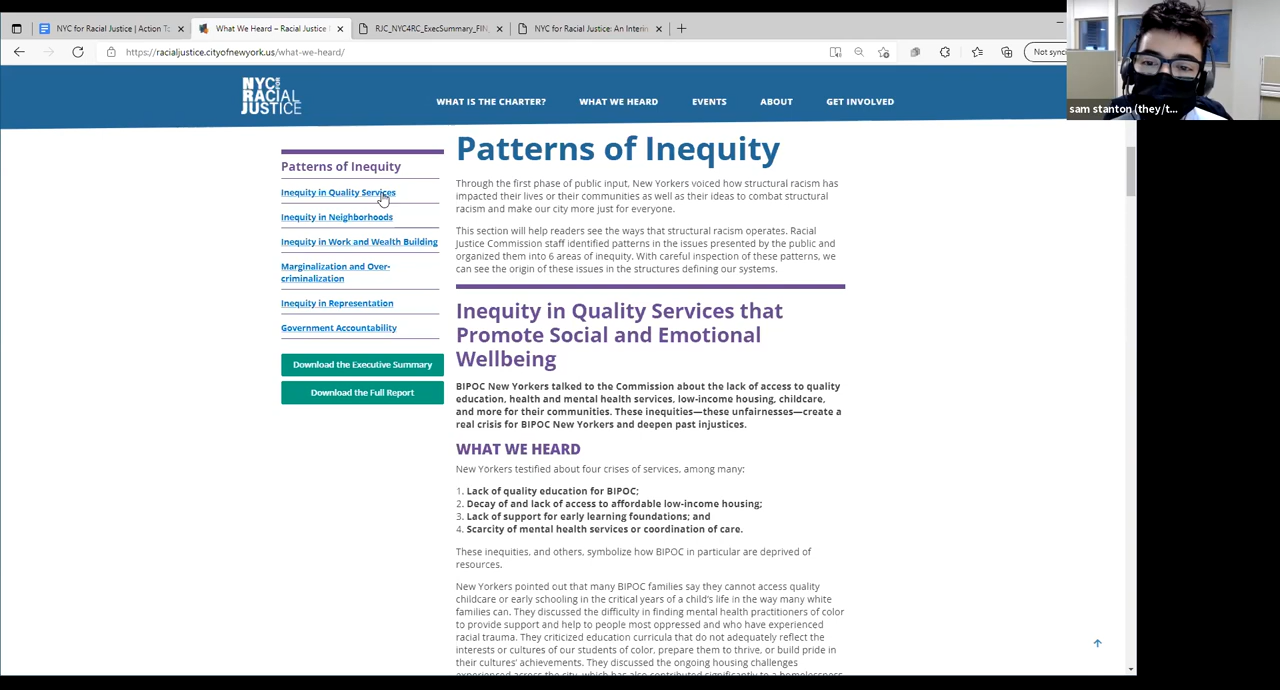 NYC for Racial Justice | Action To
What We Heard – Racial Justice
RJC_NYC4RC_ExecSummary_FIN
NYC for Racial Justice: An Interim
https://racialjustice.cityofnewyork.us/what-we-heard/
Not sync
sam stanton (they/t...
NYC
FOR
RACIAL
JUSTICE
WHAT IS THE CHARTER?
WHAT WE HEARD
EVENTS
ABOUT
GET INVOLVED
Patterns of Inequity
Inequity in Quality Services
Inequity in Neighborhoods
Inequity in Work and Wealth Building
Marginalization and Over-
criminalization
Inequity in Representation
Government Accountability
Download the Executive Summary
Download the Full Report
Patterns of Inequity
Through the first phase of public input, New Yorkers voiced how structural racism has
impacted their lives or their communities as well as their ideas to combat structural
racism and make our city more just for everyone.
This section will help readers see the ways that structural racism operates. Racial
Justice Commission staff identified patterns in the issues presented by the public and
organized them into 6 areas of inequity. With careful inspection of these patterns, we
can see the origin of these issues in the structures defining our systems.
Inequity in Quality Services that
Promote Social and Emotional
Wellbeing
BIPOC New Yorkers talked to the Commission about the lack of access to quality
education, health and mental health services, low-income housing, childcare,
and more for their communities. These inequities—these unfairnesses—create a
real crisis for BIPOC New Yorkers and deepen past injustices.
WHAT WE HEARD
New Yorkers testified about four crises of services, among many:
1. Lack of quality education for BIPOC;
2. Decay of and lack of access to affordable low-income housing;
3. Lack of support for early learning foundations; and
4. Scarcity of mental health services or coordination of care.
These inequities, and others, symbolize how BIPOC in particular are deprived of
resources.
New Yorkers pointed out that many BIPOC families say they cannot access quality
childcare or early schooling in the critical years of a child's life in the way many white
families can. They discussed the difficulty in finding mental health practitioners of color
to provide support and help to people most oppressed and who have experienced
racial trauma. They criticized education curricula that do not adequately reflect the
interests or cultures of our students of color, prepare them to thrive, or build pride in
their cultures' achievements. They discussed the ongoing housing challenges
experienced across the city, which has also contributed significantly to a homelessness